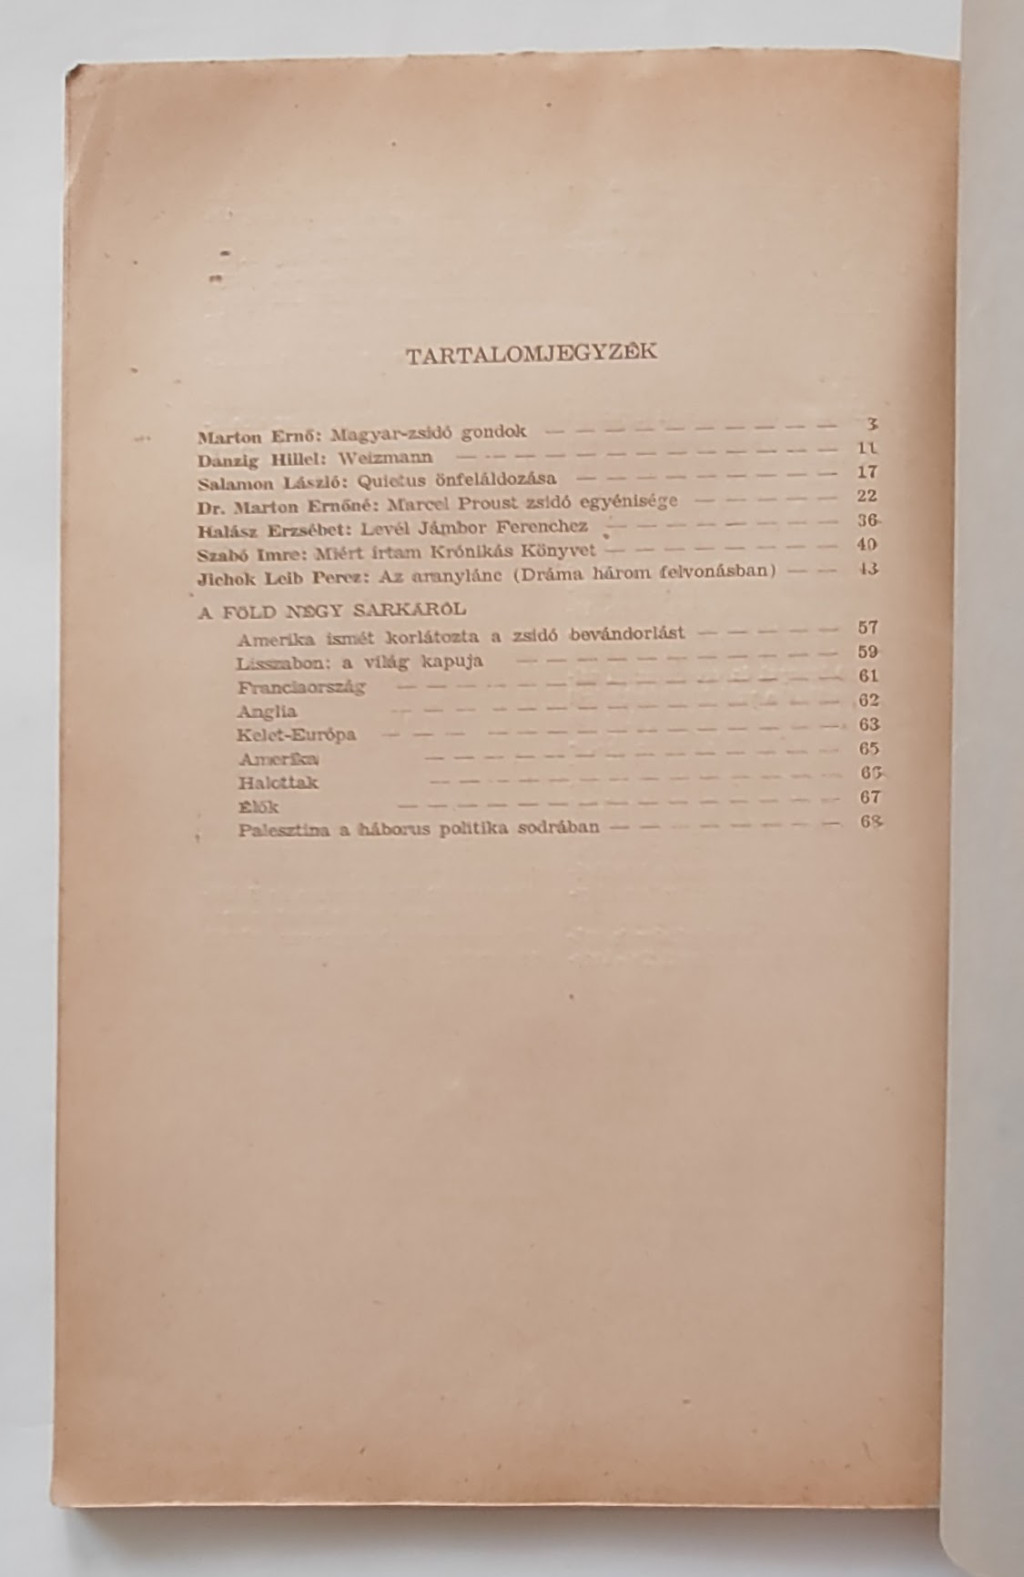 TARTALOMJEGYZÉK
Marton Ernő: Magyar-zsidó gondok — — — — — — — — — — 3
Danzig Hillel: Weizmann — — — — — — — — — — — — — 11
Salamon László: Quietus önfeláldozása — — — — — — — — — 17
Dr. Marton Ernőné: Marcel Proust zsidó egyénisége — — — — — 22
Halász Erzsébet: Levél Jámbor Ferenchez — — — — — — — — 36
Szabó Imre: Miért írtam Krónikás Könyvet — — — — — — — — 40
Jichok Leib Perez: Az aranylánc (Dráma három felvonásban) — — 43
A FÖLD NÉGY SARKÁRÓL
Amerika ismét korlátozta a zsidó bevándorlást — — — — — 57
Lisszabon: a világ kapuja — — — — — — — — — — — 59
Franciaország — — — — — — — — — — — — — — — 61
Anglia — — — — — — — — — — — — — — — 62
Kelet-Európa — — — — — — — — — — — — — — — 63
Amerika — — — — — — — — — — — — — — 65
Halottak — — — — — — — — — — — — — — 66
Élők — — — — — — — — — — — — — — — 67
Palesztina a háborus politika sodrában — — — — — — — — 68